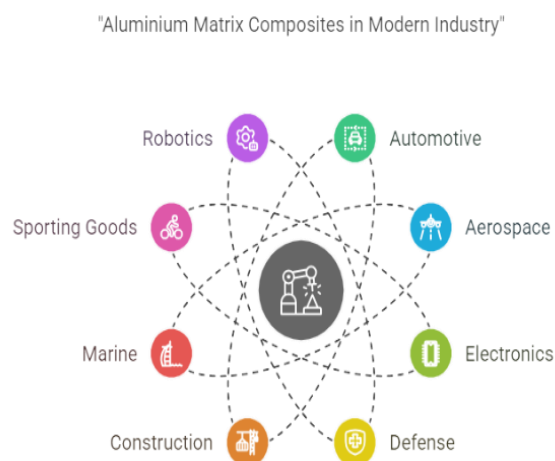 "Aluminium Matrix Composites in Modern Industry"
Robotics
Automotive
Sporting Goods
Aerospace
Marine
Electronics
Construction
Defense